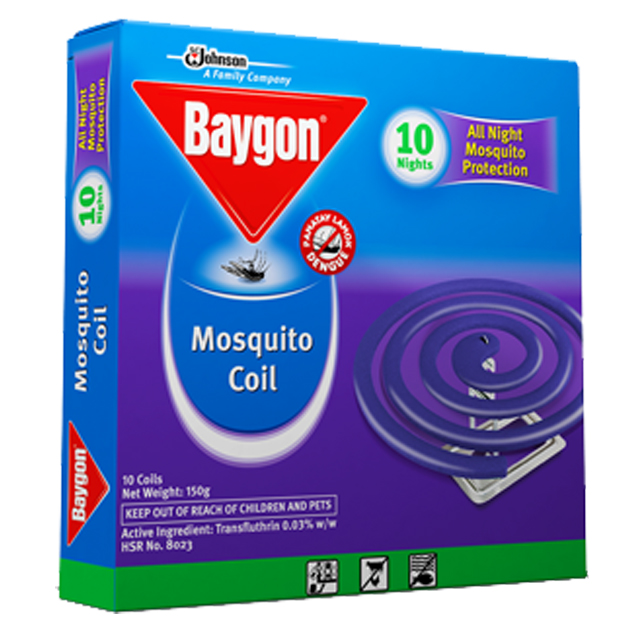 SC Johnson
A Family Company
Baygon®
10
Nights
All Night
Mosquito
Protection
PAMATAY LAMOK
DENGUE
Mosquito
Coil
10 Coils
Net Weight: 150g
KEEP OUT OF REACH OF CHILDREN AND PETS
Active Ingredient: Transfluthrin 0.03% w/w
HSR No. 8023
All Night
Mosquito
Protection
10
Nights
Mosquito
Coil
Baygon